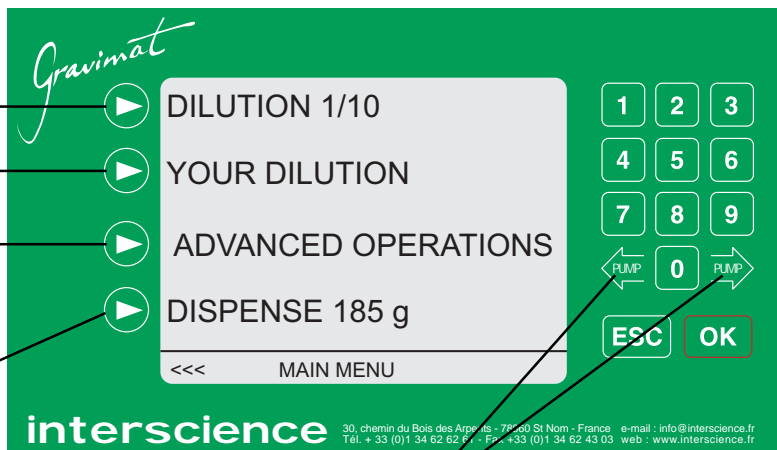 Gravimat
DILUTION 1/10
YOUR DILUTION
ADVANCED OPERATIONS
DISPENSE 185 g
<<< MAIN MENU
1 2 3
4 5 6
7 8 9
PUMP 0 PUMP
ESC OK
interscience
30, chemin du Bois des Arpents - 78860 St Nom - France e-mail : info@interscience.fr
Tél. + 33 (0)1 34 62 62 61 - Fax +33 (0)1 34 62 43 03 web : www.interscience.fr